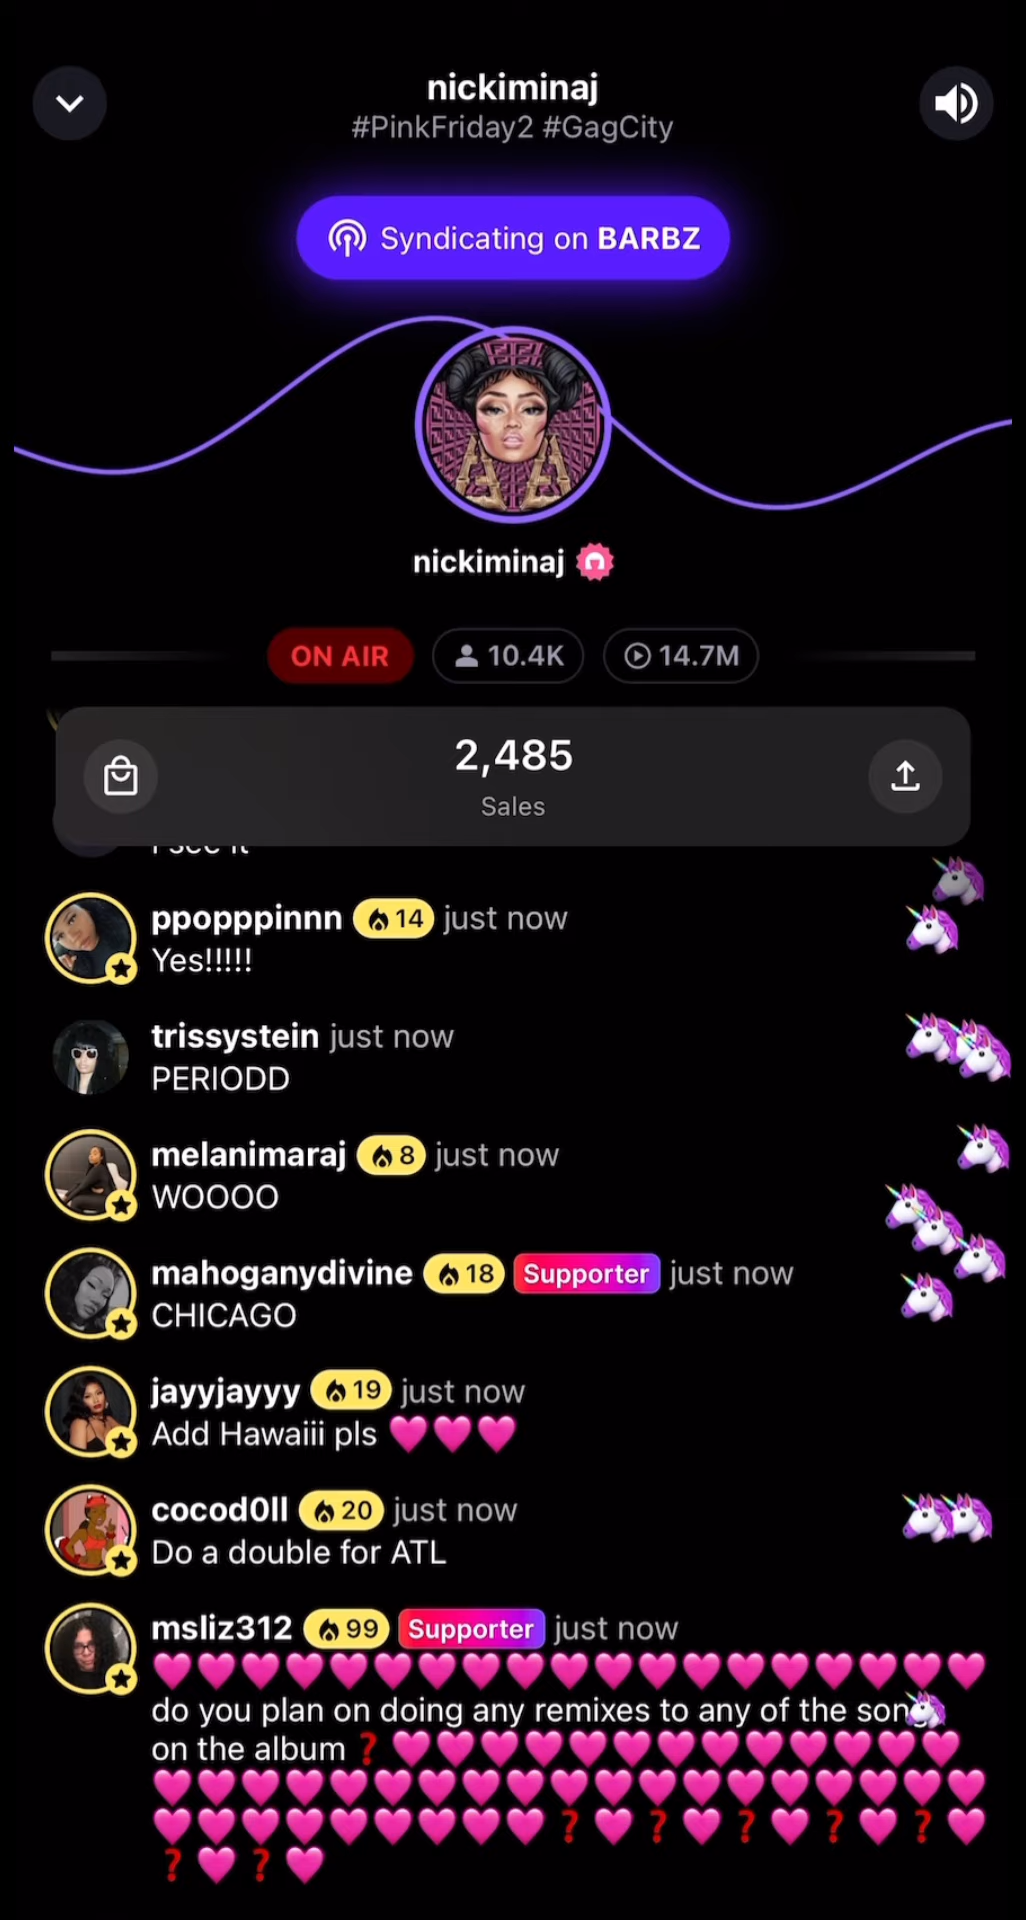 nickiminaj
#PinkFriday2 #GagCity
Syndicating on BARBZ
nickiminaj
ON AIR 10.4K 14.7M
2,485
Sales
I see it
ppopppinnn 14 just now
Yes!!!!!
trissystein just now
PERIODD
melanimaraj 8 just now
WOOOO
mahoganydivine 18 Supporter just now
CHICAGO
jayyjayyy 19 just now
Add Hawaiii pls 🩷🩷🩷
cocod0ll 20 just now
Do a double for ATL
msliz312 99 Supporter just now
🩷🩷🩷🩷🩷🩷🩷🩷🩷🩷🩷🩷🩷🩷🩷🩷🩷🩷🩷
do you plan on doing any remixes to any of the song
on the album ❓🩷🩷🩷🩷🩷🩷🩷🩷🩷🩷🩷🩷🩷
🩷🩷🩷🩷🩷🩷🩷🩷🩷🩷🩷🩷🩷🩷🩷🩷🩷🩷🩷
🩷🩷🩷🩷🩷🩷🩷🩷🩷❓🩷❓🩷❓🩷❓🩷❓🩷
❓🩷❓🩷